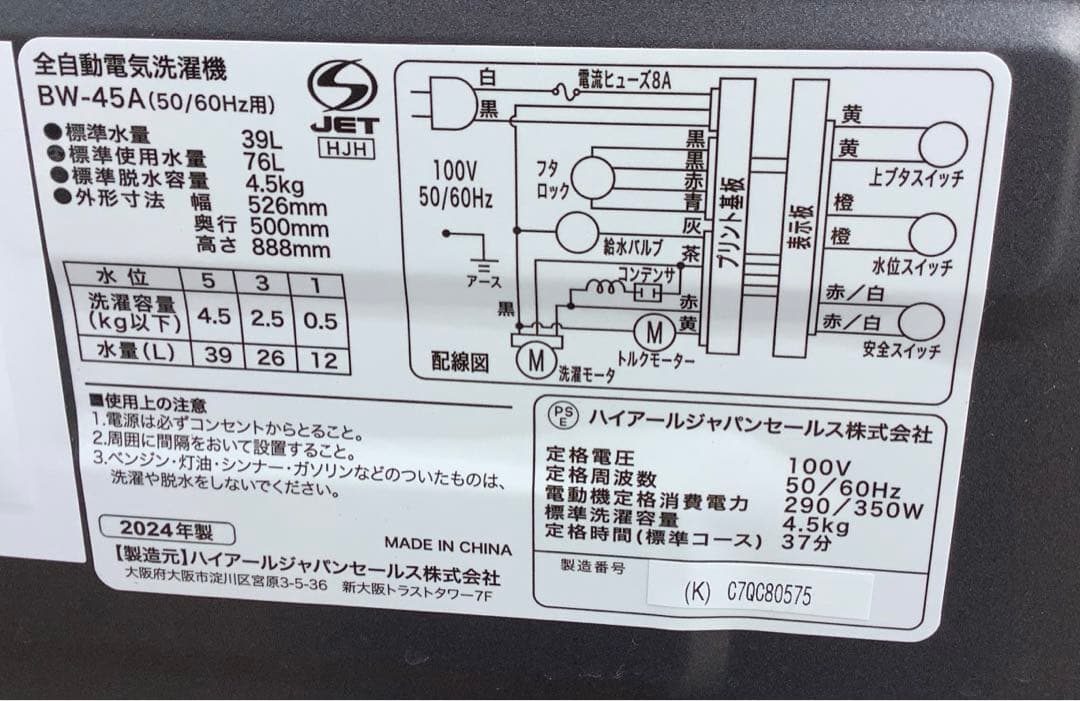 全自動電気洗濯機
BW-45A(50/60Hz用)
●標準水量 39L
●標準使用水量 76L
●標準脱水容量 4.5kg
●外形寸法 幅 526mm
奥行 500mm
高さ 888mm
JET
HJH
水位 5 3 1
洗濯容量(kg以下) 4.5 2.5 0.5
水量(L) 39 26 12
■使用上の注意
1.電源は必ずコンセントからとること。
2.周囲に間隔をおいて設置すること。
3.ベンジン・灯油・シンナー・ガソリンなどのついたものは、
洗濯や脱水をしないでください。
2024年製
MADE IN CHINA
【製造元】ハイアールジャパンセールス株式会社
大阪府大阪市淀川区宮原3-5-36 新大阪トラストタワー7F
白
電流ヒューズ8A
黒
100V
50/60Hz
アース
フタ
ロック
黒
黒
赤
青
灰
給水バルブ
茶
コンデンサ
黒
赤
黄
M
トルクモーター
M
洗濯モータ
配線図
プリント基板
表示板
黄
黄
上ブタスイッチ
橙
橙
水位スイッチ
赤/白
赤/白
安全スイッチ
PS
E
ハイアールジャパンセールス株式会社
定格電圧 100V
定格周波数 50/60Hz
電動機定格消費電力 290/350W
標準洗濯容量 4.5kg
定格時間(標準コース) 37分
製造番号
(K) C7QC80575